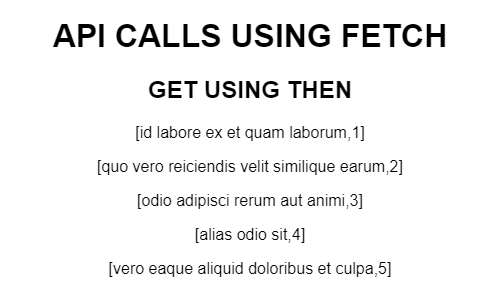 API CALLS USING FETCH
GET USING THEN
[id labore ex et quam laborum,1]
[quo vero reiciendis velit similique earum,2]
[odio adipisci rerum aut animi,3]
[alias odio sit,4]
[vero eaque aliquid doloribus et culpa,5]